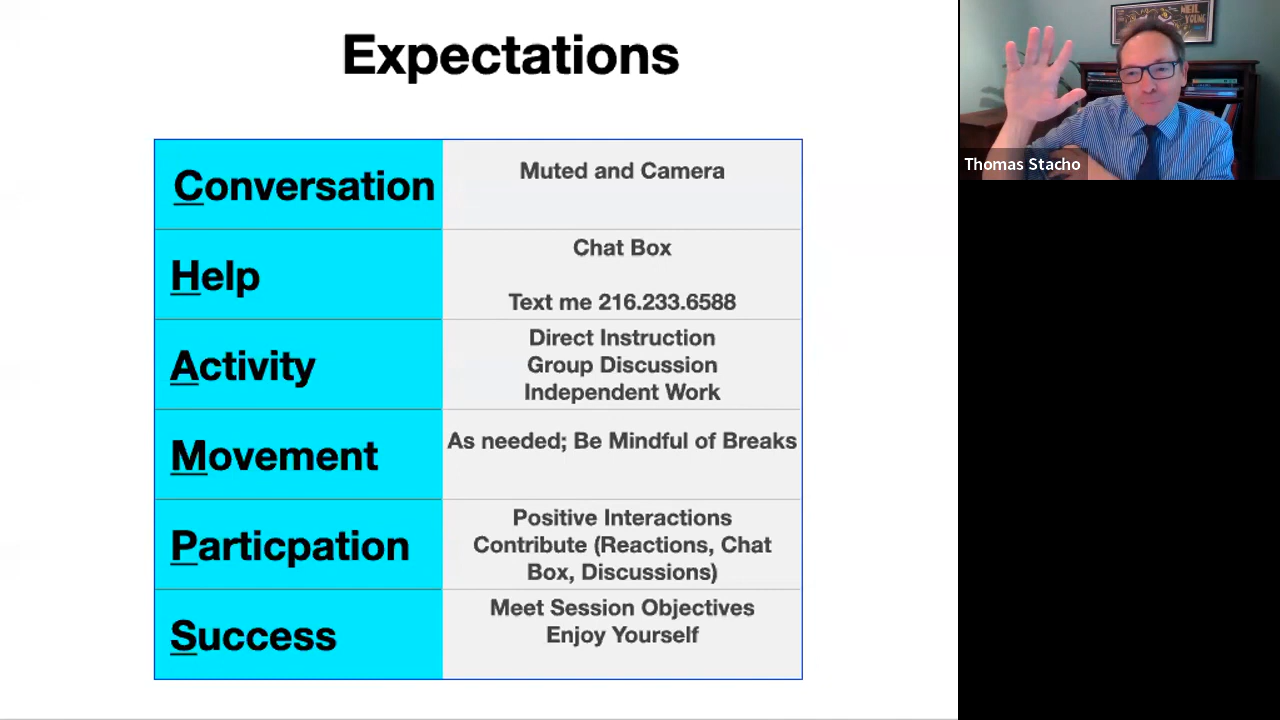 Expectations
Conversation
Muted and Camera
Help
Chat Box
Text me 216.233.6588
Activity
Direct Instruction
Group Discussion
Independent Work
Movement
As needed; Be Mindful of Breaks
Particpation
Positive Interactions
Contribute (Reactions, Chat
Box, Discussions)
Success
Meet Session Objectives
Enjoy Yourself
NEIL
YOUNG
Thomas Stacho